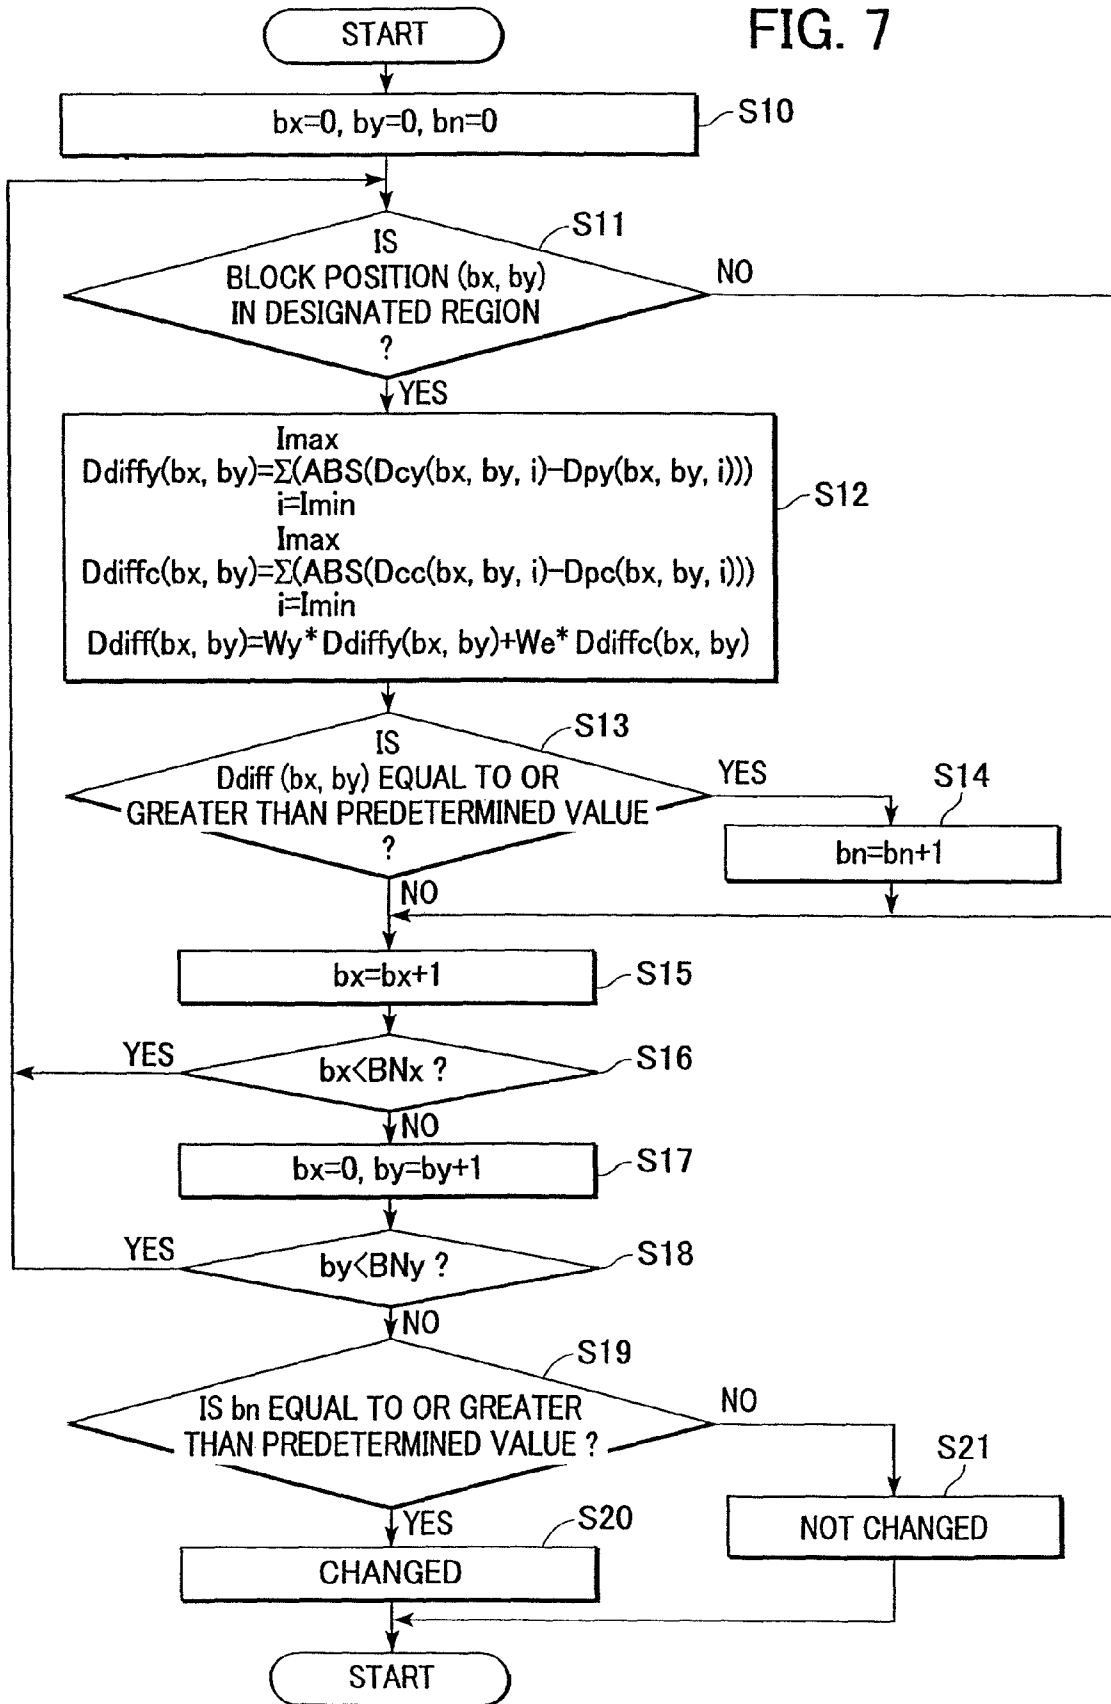 FIG. 7
START
bx=0, by=0, bn=0
S10
S11
IS
BLOCK POSITION (bx, by)
IN DESIGNATED REGION
?
NO
YES
Imax
Ddiffy(bx, by)=Σ(ABS(Dcy(bx, by, i)-Dpy(bx, by, i)))
i=Imin
Imax
Ddiffc(bx, by)=Σ(ABS(Dcc(bx, by, i)-Dpc(bx, by, i)))
i=Imin
Ddiff(bx, by)=Wy* Ddiffy(bx, by)+We* Ddiffc(bx, by)
S12
S13
IS
Ddiff (bx, by) EQUAL TO OR
GREATER THAN PREDETERMINED VALUE
?
YES
S14
bn=bn+1
NO
bx=bx+1
S15
YES
bx<BNx ?
S16
NO
bx=0, by=by+1
S17
YES
by<BNy ?
S18
NO
S19
IS bn EQUAL TO OR GREATER
THAN PREDETERMINED VALUE ?
NO
S21
NOT CHANGED
YES
S20
CHANGED
START